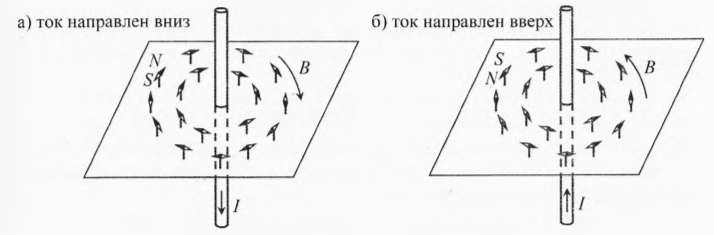 а) ток направлен вниз
N
S
B
I
б) ток направлен вверх
S
N
B
I